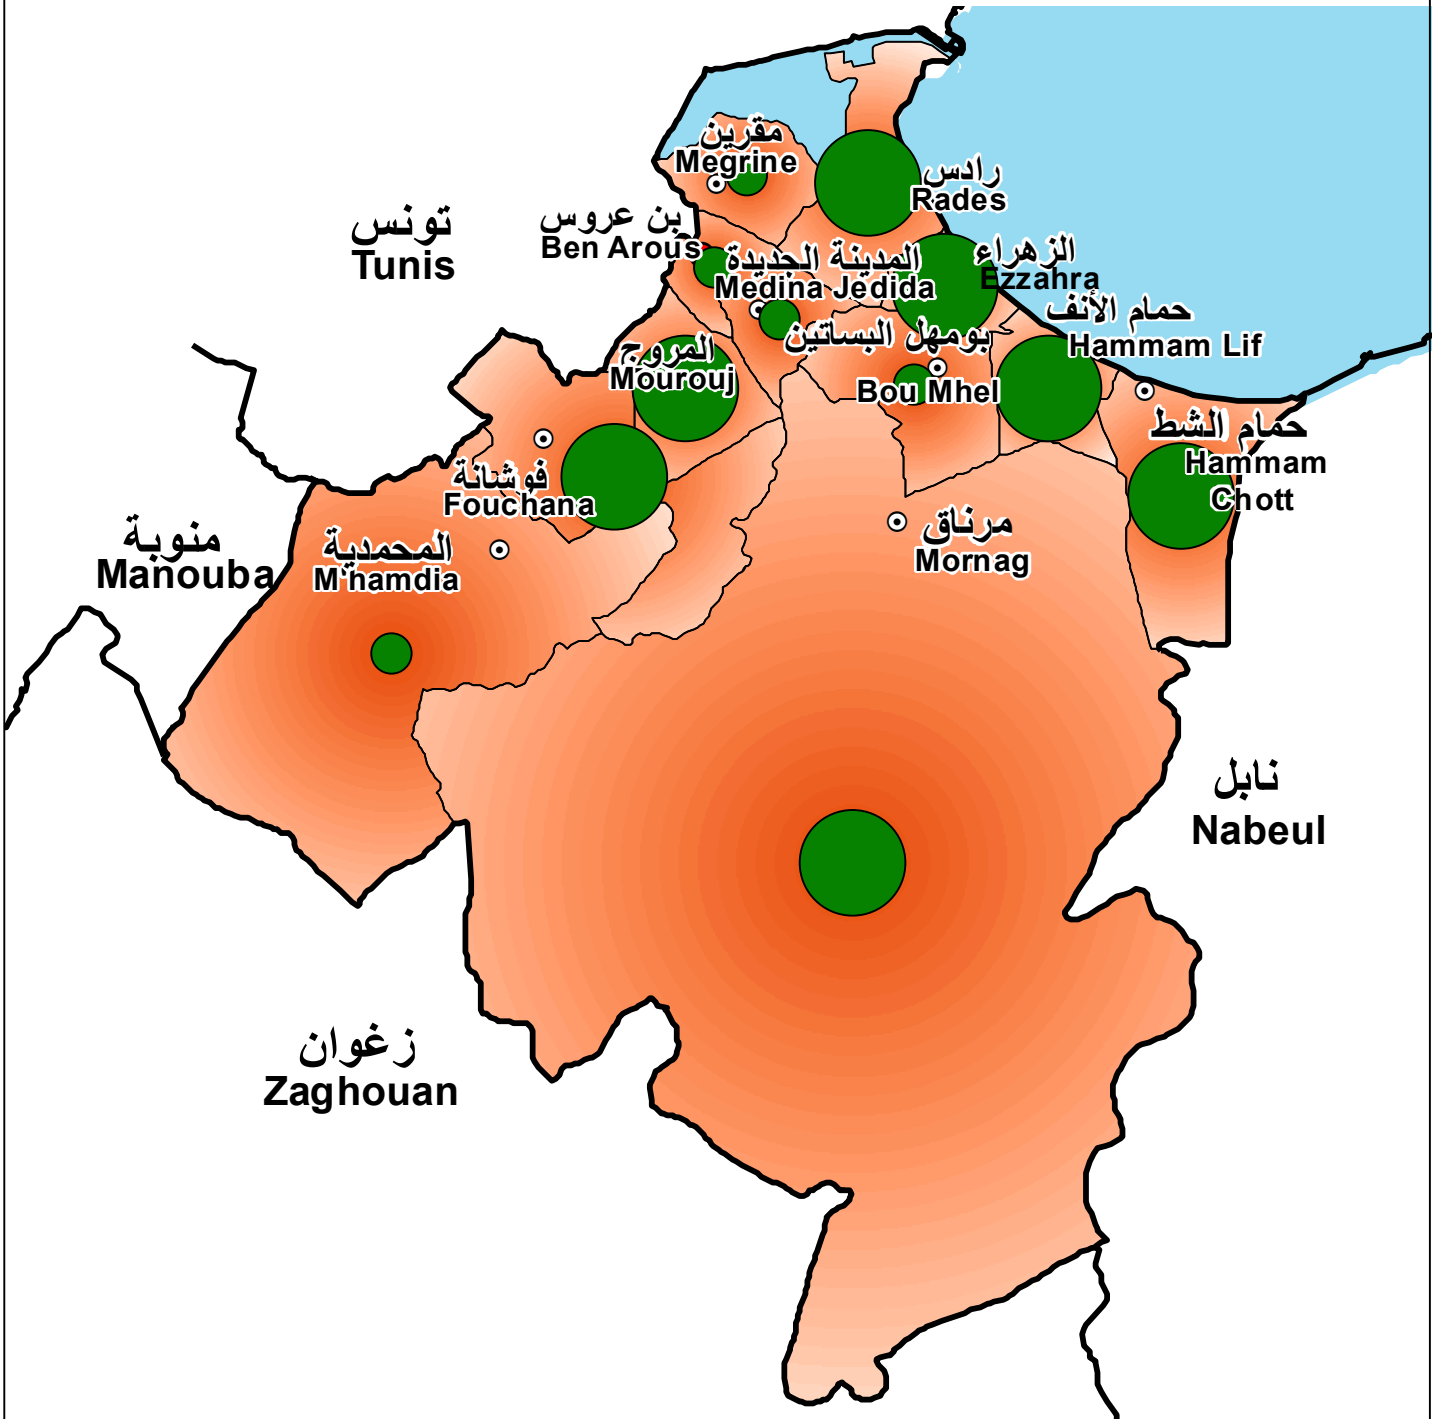 مقرين
Megrine
رادس
Rades
تونس
Tunis
بن عروس
Ben Arous
المدينة الجديدة
Medina Jedida
الزهراء
Ezzahra
حمام الأنف
Hammam Lif
المروج
Mourouj
بومهل البساتين
Bou Mhel
حمام الشط
Hammam
Chott
فوشانة
Fouchana
مرناق
Mornag
منوبة
Manouba
المحمدية
M'hamdia
نابل
Nabeul
زغوان
Zaghouan